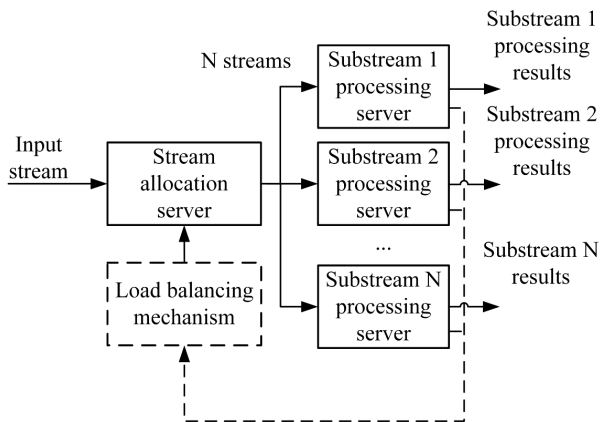 Substream 1
processing
results
N streams
Substream 1
processing
server
Substream 2
processing
results
Input
stream
Stream
allocation
server
Substream 2
processing
server
...
Substream N
results
Load balancing
mechanism
Substream N
processing
server